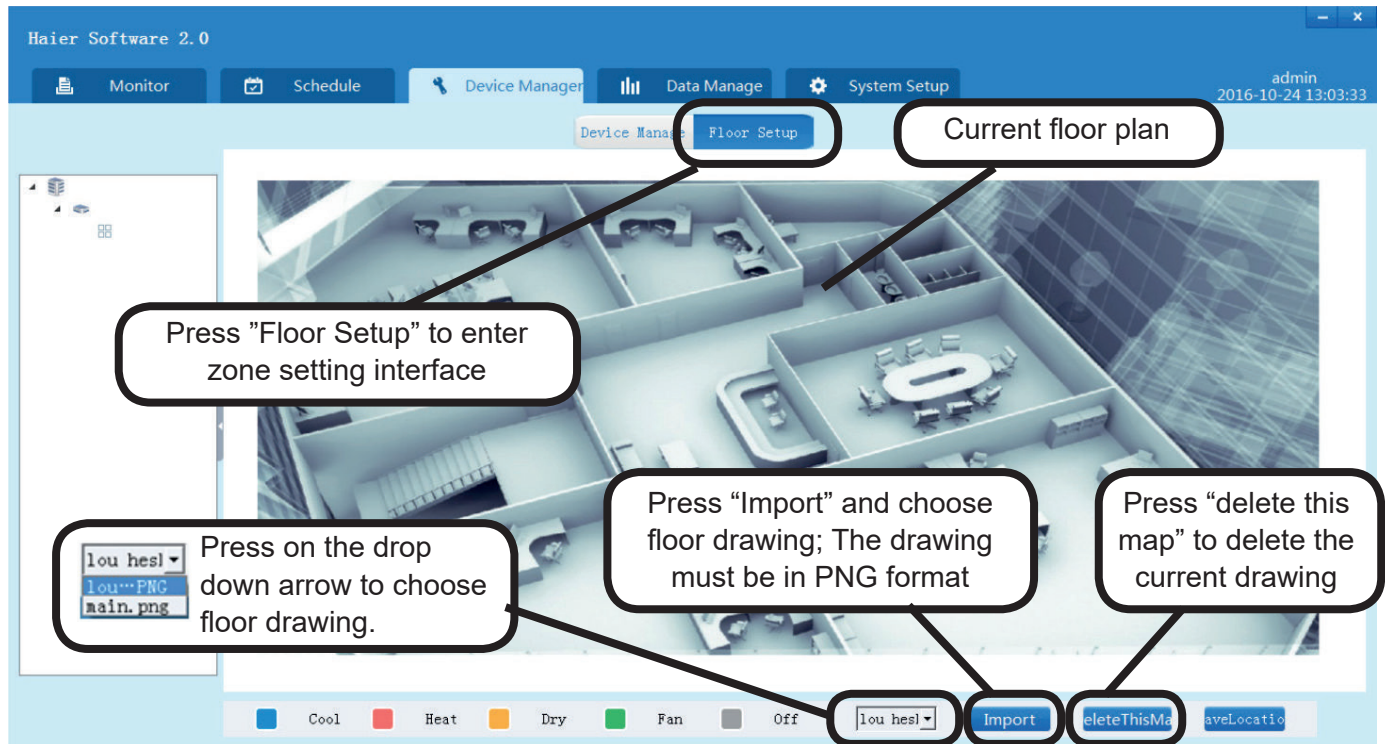 Haier Software 2.0
Monitor
Schedule
Device Manager
Data Manage
System Setup
admin
2016-10-24 13:03:33
Device Manage
Floor Setup
Current floor plan
Press ”Floor Setup” to enter
zone setting interface
lou hesl
lou…PNG
main.png
Press on the drop
down arrow to choose
floor drawing.
Press “Import” and choose
floor drawing; The drawing
must be in PNG format
Press “delete this
map” to delete the
current drawing
Cool
Heat
Dry
Fan
Off
lou hesl
Import
eleteThisMa
aveLocatio